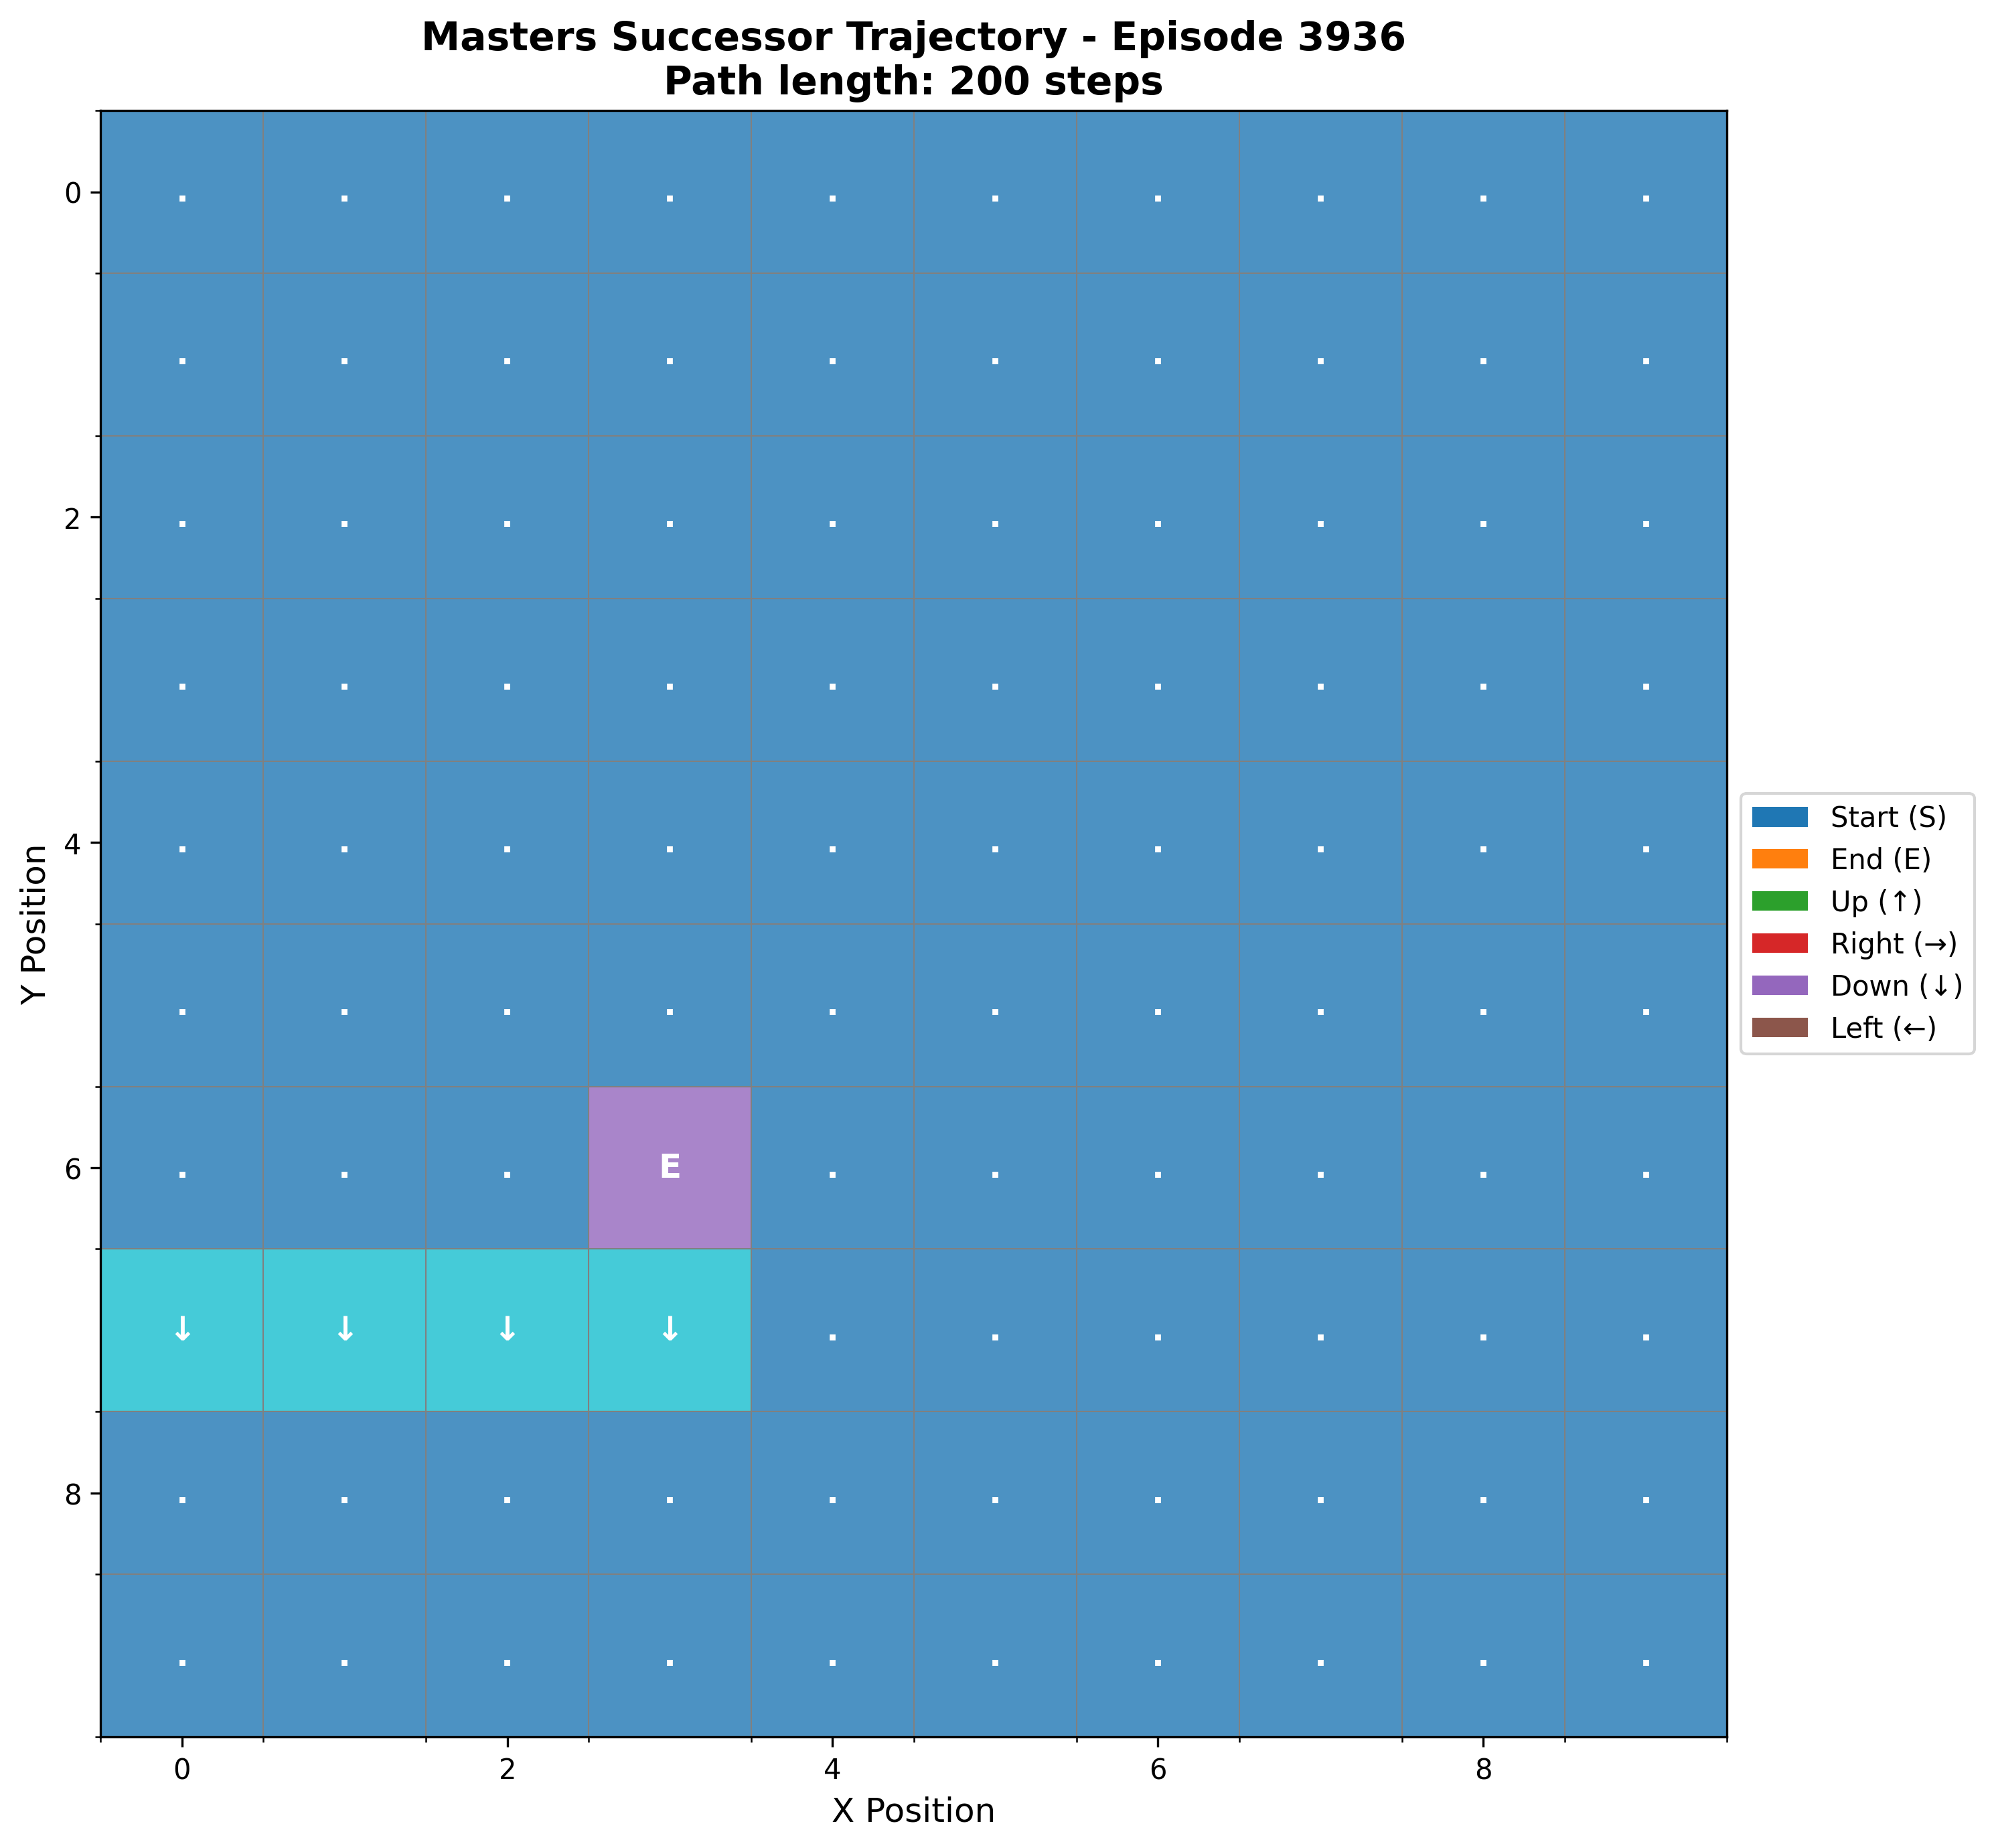 Masters Successor Trajectory - Episode 3936
Path length: 200 steps
Y Position
0
2
4
6
8
E
↓ ↓ ↓ ↓
0 2 4 6 8
X Position
Start (S)
End (E)
Up (↑)
Right (→)
Down (↓)
Left (←)